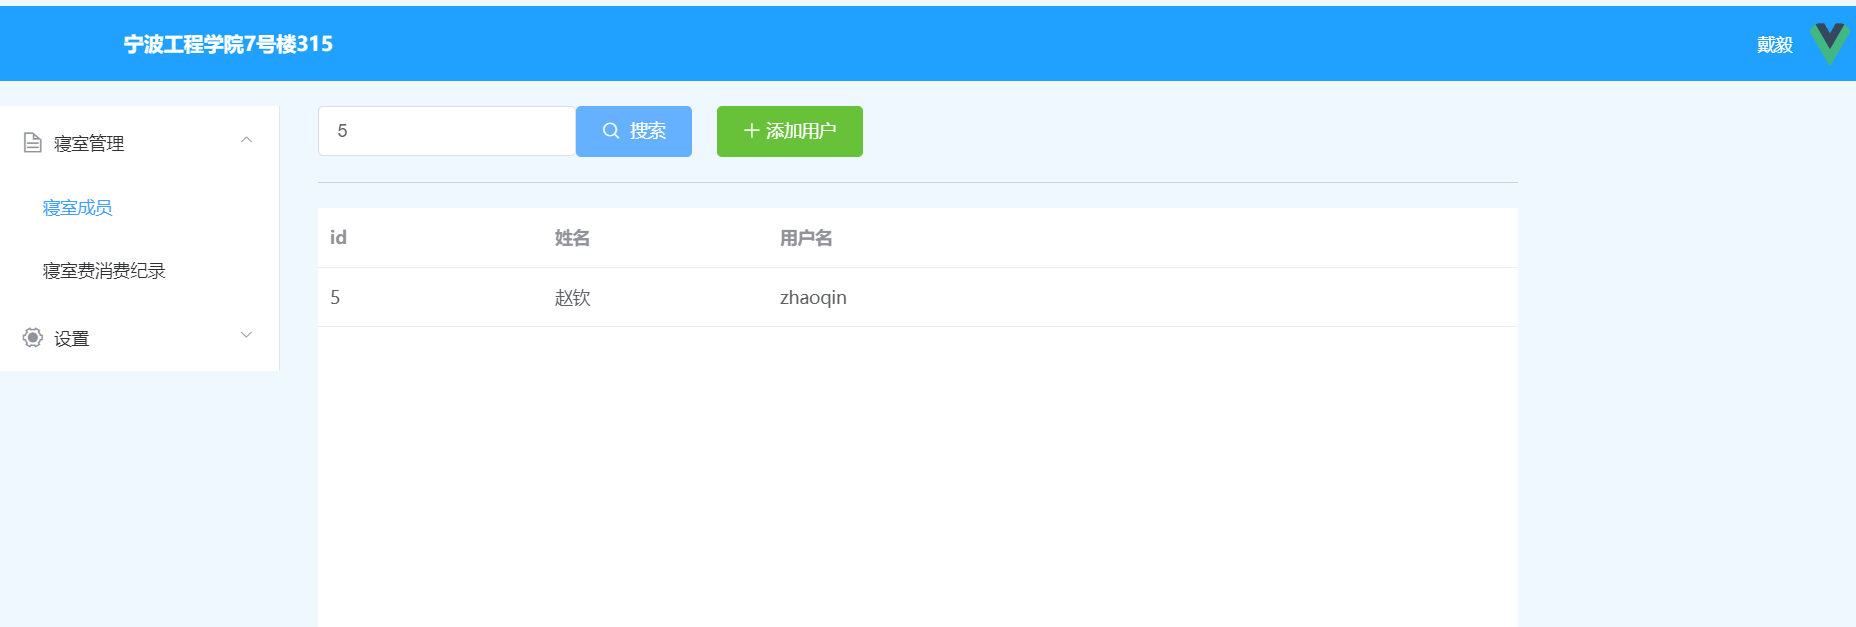 宁波工程学院7号楼315
戴毅
寝室管理
寝室成员
寝室费消费纪录
设置
5
搜索
添加用户
id 姓名 用户名
5 赵钦 zhaoqin